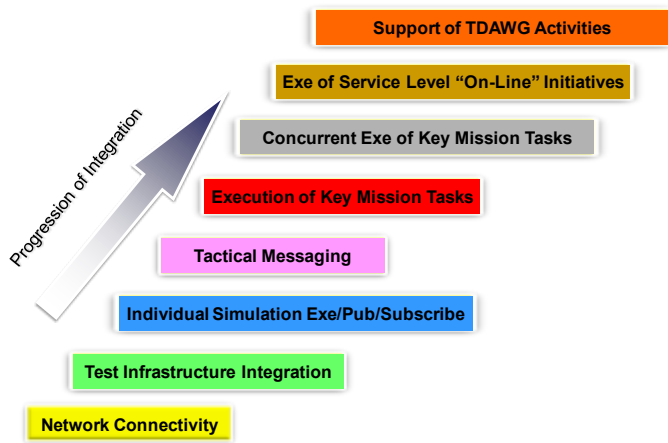 Support of TDAWG Activities
Exe of Service Level “On-Line” Initiatives
Concurrent Exe of Key Mission Tasks
Progression of Integration
Execution of Key Mission Tasks
Tactical Messaging
Individual Simulation Exe/Pub/Subscribe
Test Infrastructure Integration
Network Connectivity